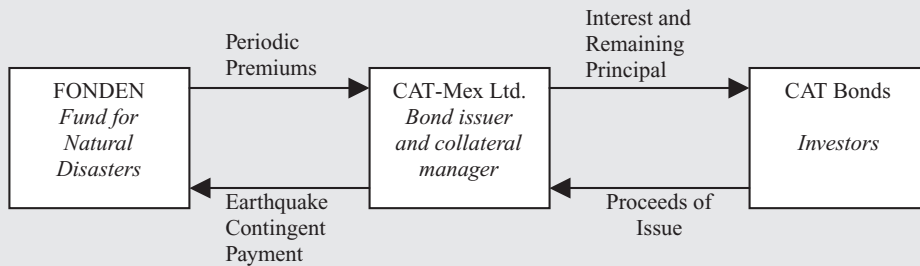 Periodic
Premiums
Interest and
Remaining
Principal
FONDEN
Fund for
Natural
Disasters
CAT-Mex Ltd.
Bond issuer
and collateral
manager
CAT Bonds
Investors
Earthquake
Contingent
Payment
Proceeds of
Issue